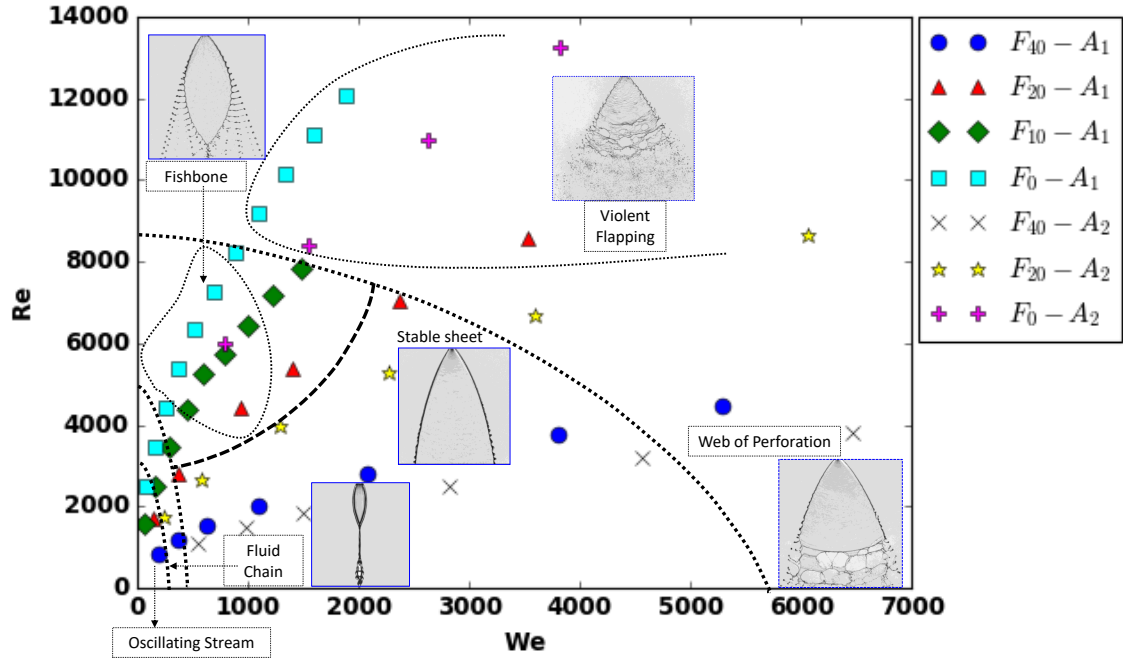 14000
12000
10000
8000
6000
4000
2000
0
Re
0
1000
2000
3000
4000
5000
6000
7000
We
Fishbone
Violent
Flapping
Stable sheet
Web of Perforation
Fluid
Chain
Oscillating Stream
F₄₀ − A₁
F₂₀ − A₁
F₁₀ − A₁
F₀ − A₁
F₄₀ − A₂
F₂₀ − A₂
F₀ − A₂